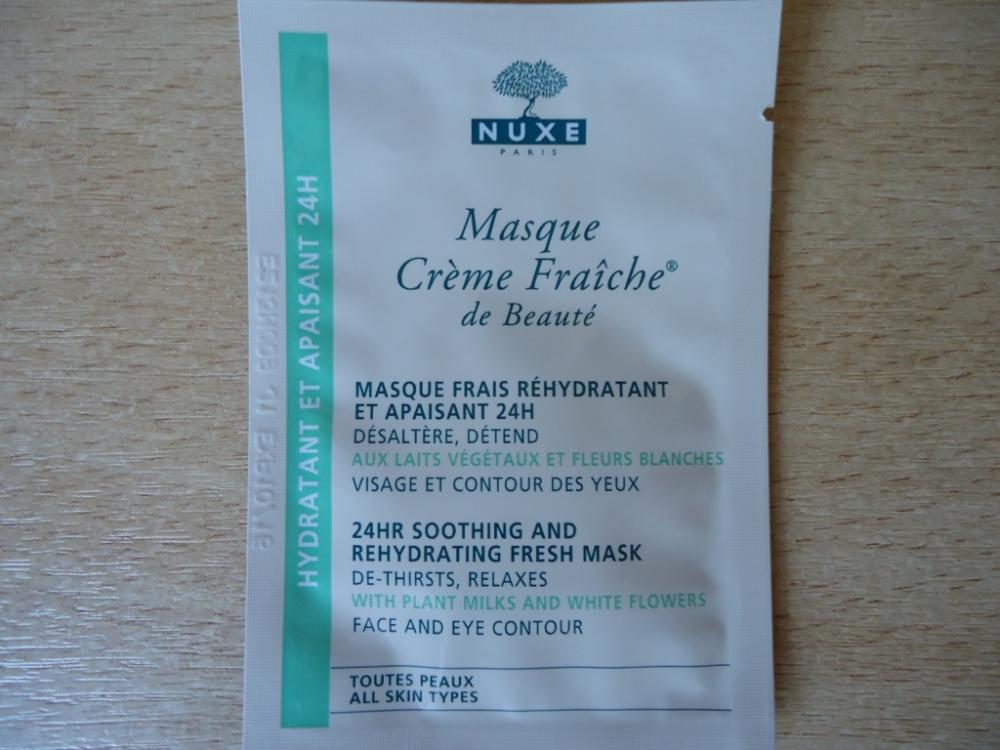 NUXE
PARIS
Masque
Crème Fraîche®
de Beauté
MASQUE FRAIS RÉHYDRATANT
ET APAISANT 24H
DÉSALTÈRE, DÉTEND
AUX LAITS VÉGÉTAUX ET FLEURS BLANCHES
VISAGE ET CONTOUR DES YEUX
24HR SOOTHING AND
REHYDRATING FRESH MASK
DE-THIRSTS, RELAXES
WITH PLANT MILKS AND WHITE FLOWERS
FACE AND EYE CONTOUR
TOUTES PEAUX
ALL SKIN TYPES
HYDRATANT ET APAISANT 24H